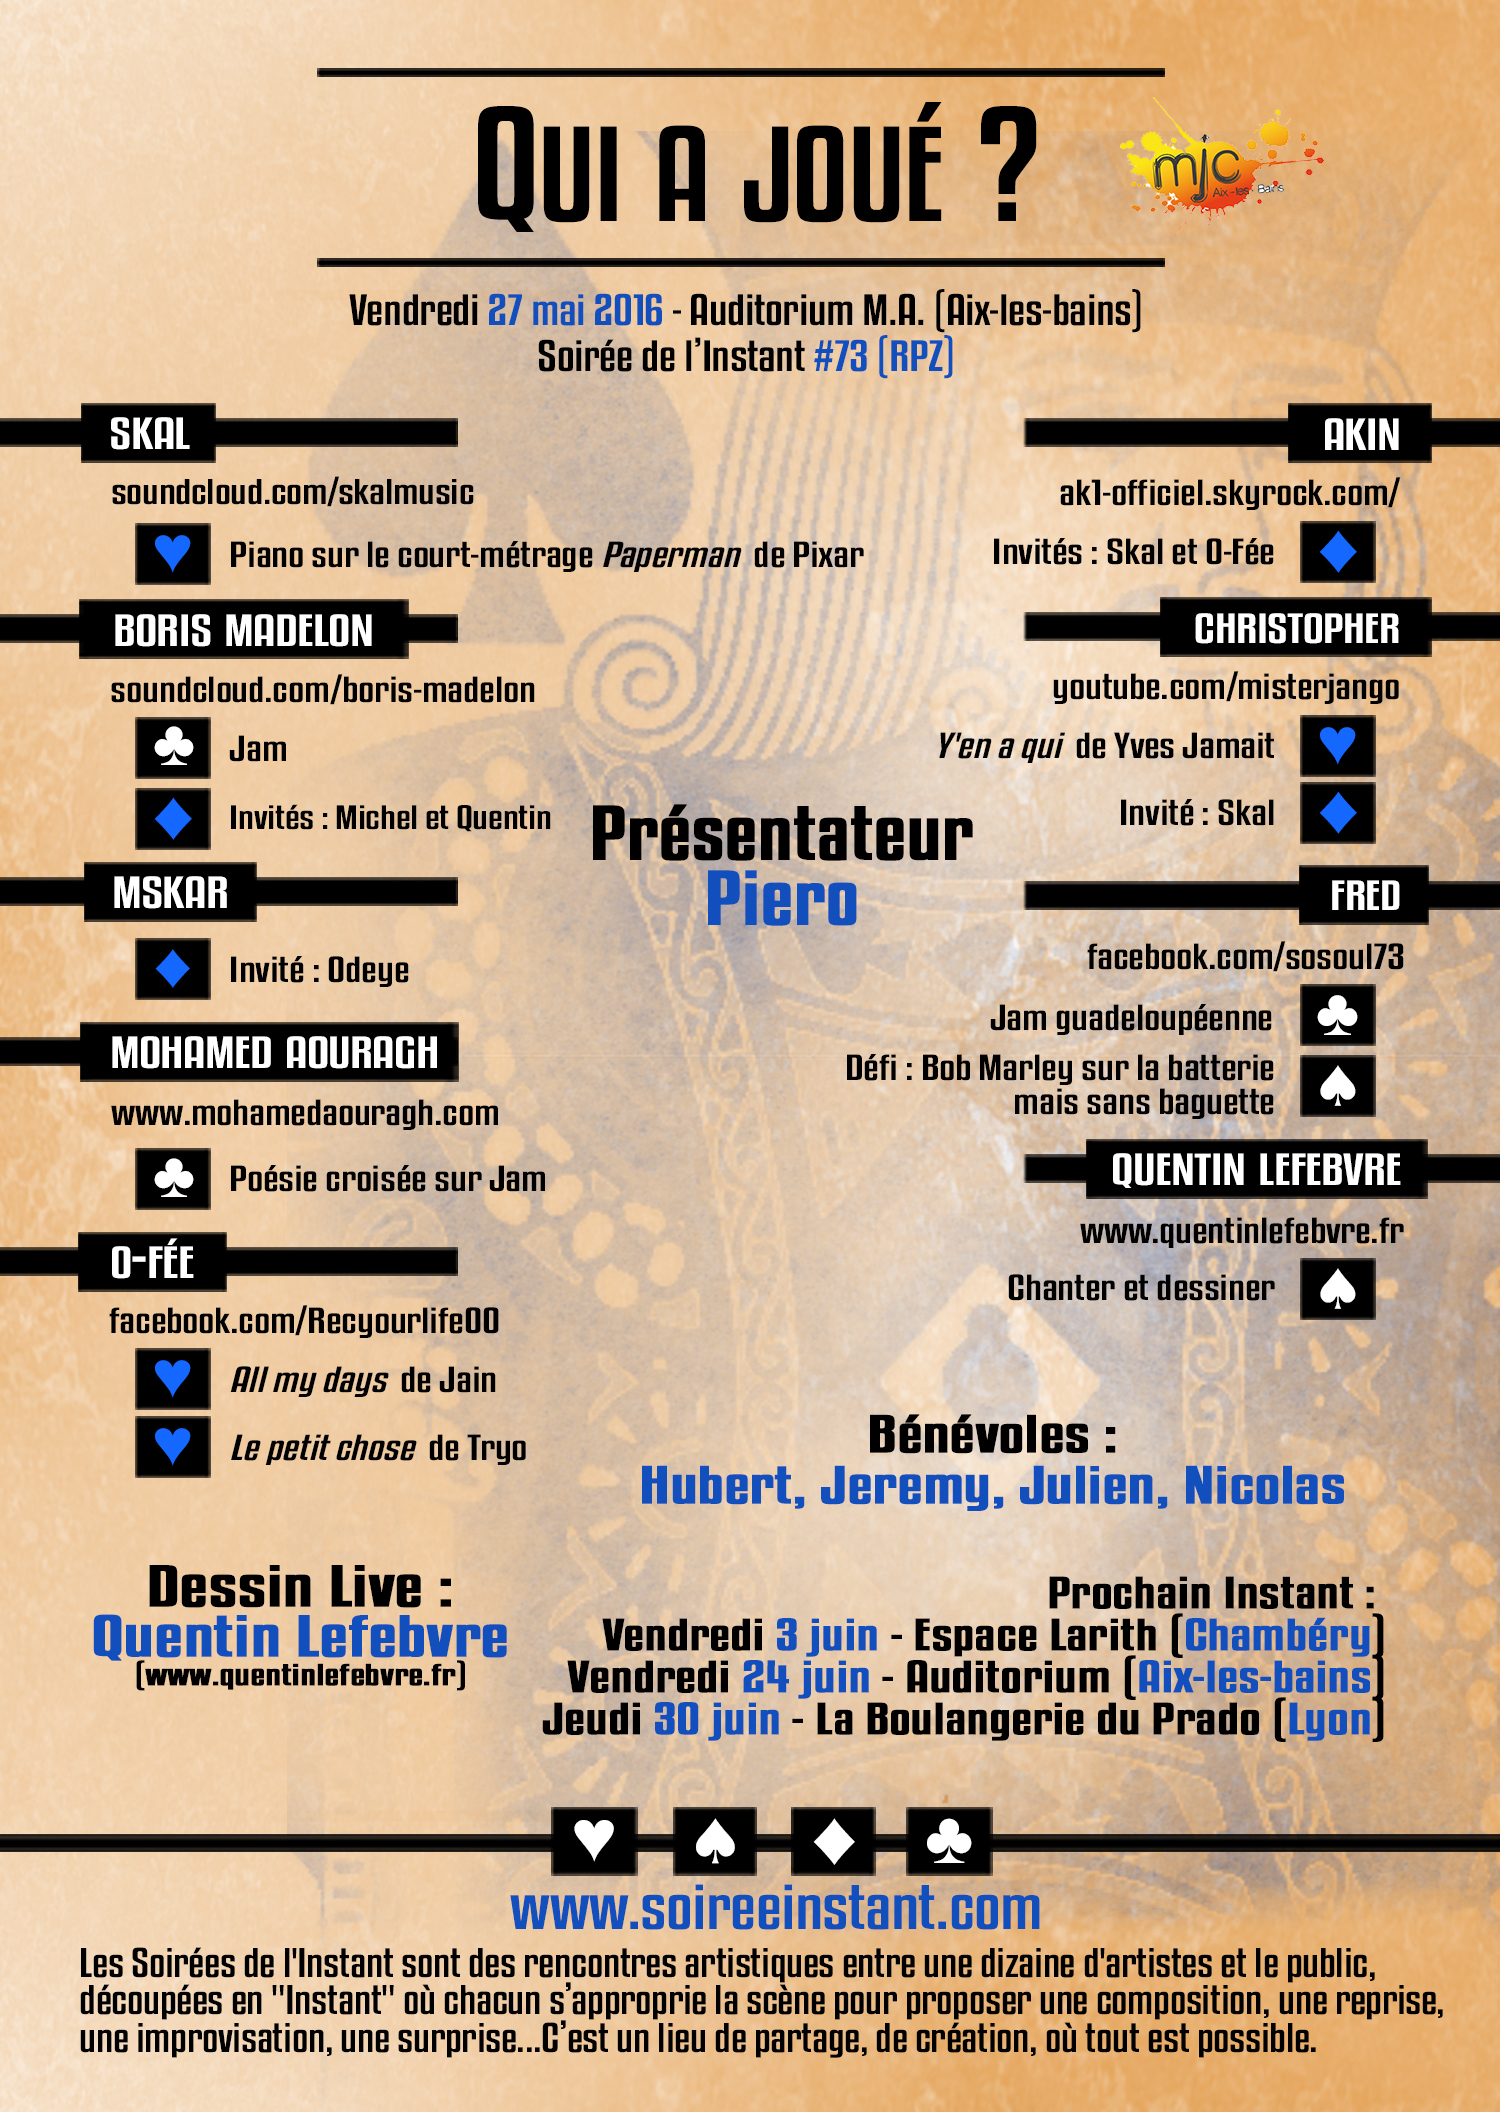 Qui a joué ?
mjc
Aix-les-Bains
Vendredi 27 mai 2016 - Auditorium M.A. (Aix-les-bains)
Soirée de l'Instant #73 (RPZ)
SKAL
soundcloud.com/skalmusic
Piano sur le court-métrage Paperman de Pixar
BORIS MADELON
soundcloud.com/boris-madelon
Jam
Invités : Michel et Quentin
MSKAR
Invité : Odeye
MOHAMED AOURAGH
www.mohamedaouragh.com
Poésie croisée sur Jam
O-FÉE
facebook.com/Recyourlife00
All my days de Jain
Le petit chose de Tryo
AKIN
ak1-officiel.skyrock.com/
Invités : Skal et O-Fée
CHRISTOPHER
youtube.com/misterjango
Y'en a qui de Yves Jamait
Invité : Skal
FRED
facebook.com/sosoul73
Jam guadeloupéenne
Défi : Bob Marley sur la batterie
mais sans baguette
QUENTIN LEFEBVRE
www.quentinlefebvre.fr
Chanter et dessiner
Présentateur
Piero
Bénévoles :
Hubert, Jeremy, Julien, Nicolas
Dessin Live :
Quentin Lefebvre
(www.quentinlefebvre.fr)
Prochain Instant :
Vendredi 3 juin - Espace Larith (Chambéry)
Vendredi 24 juin - Auditorium (Aix-les-bains)
Jeudi 30 juin - La Boulangerie du Prado (Lyon)
www.soireeinstant.com
Les Soirées de l'Instant sont des rencontres artistiques entre une dizaine d'artistes et le public,
découpées en "Instant" où chacun s'approprie la scène pour proposer une composition, une reprise,
une improvisation, une surprise...C'est un lieu de partage, de création, où tout est possible.